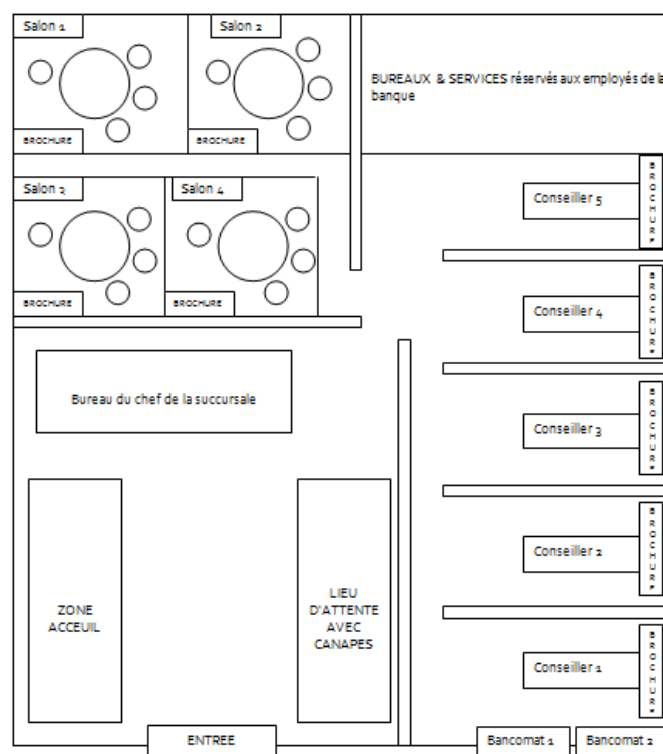 Salon 1
Salon 2
BUREAUX & SERVICES réservés aux employés de la
banque
BROCHURE
BROCHURE
Salon 3
Salon 4
BROCHURE
BROCHURE
BROCHURE
Conseiller 5
BROCHURE
Conseiller 4
Bureau du chef de la succursale
BROCHURE
Conseiller 3
BROCHURE
Conseiller 2
ZONE
ACCEUIL
LIEU
D'ATTENTE
AVEC
CANAPES
BROCHURE
Conseiller 1
ENTREE
Bancomat 1
Bancomat 2